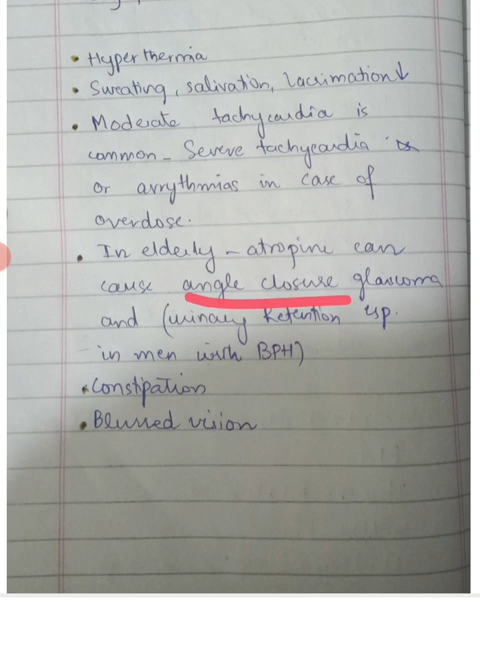 • Hyperthermia
• Sweating, salivation, lacrimation↓
• Moderate tachycardia is
common - Severe tachycardia
or arrythmias in case of
overdose.
• In elderly - atropine can
cause angle closure glaucoma
and (urinary Retention esp.
in men with BPH)
• Constipation
• Blurred vision